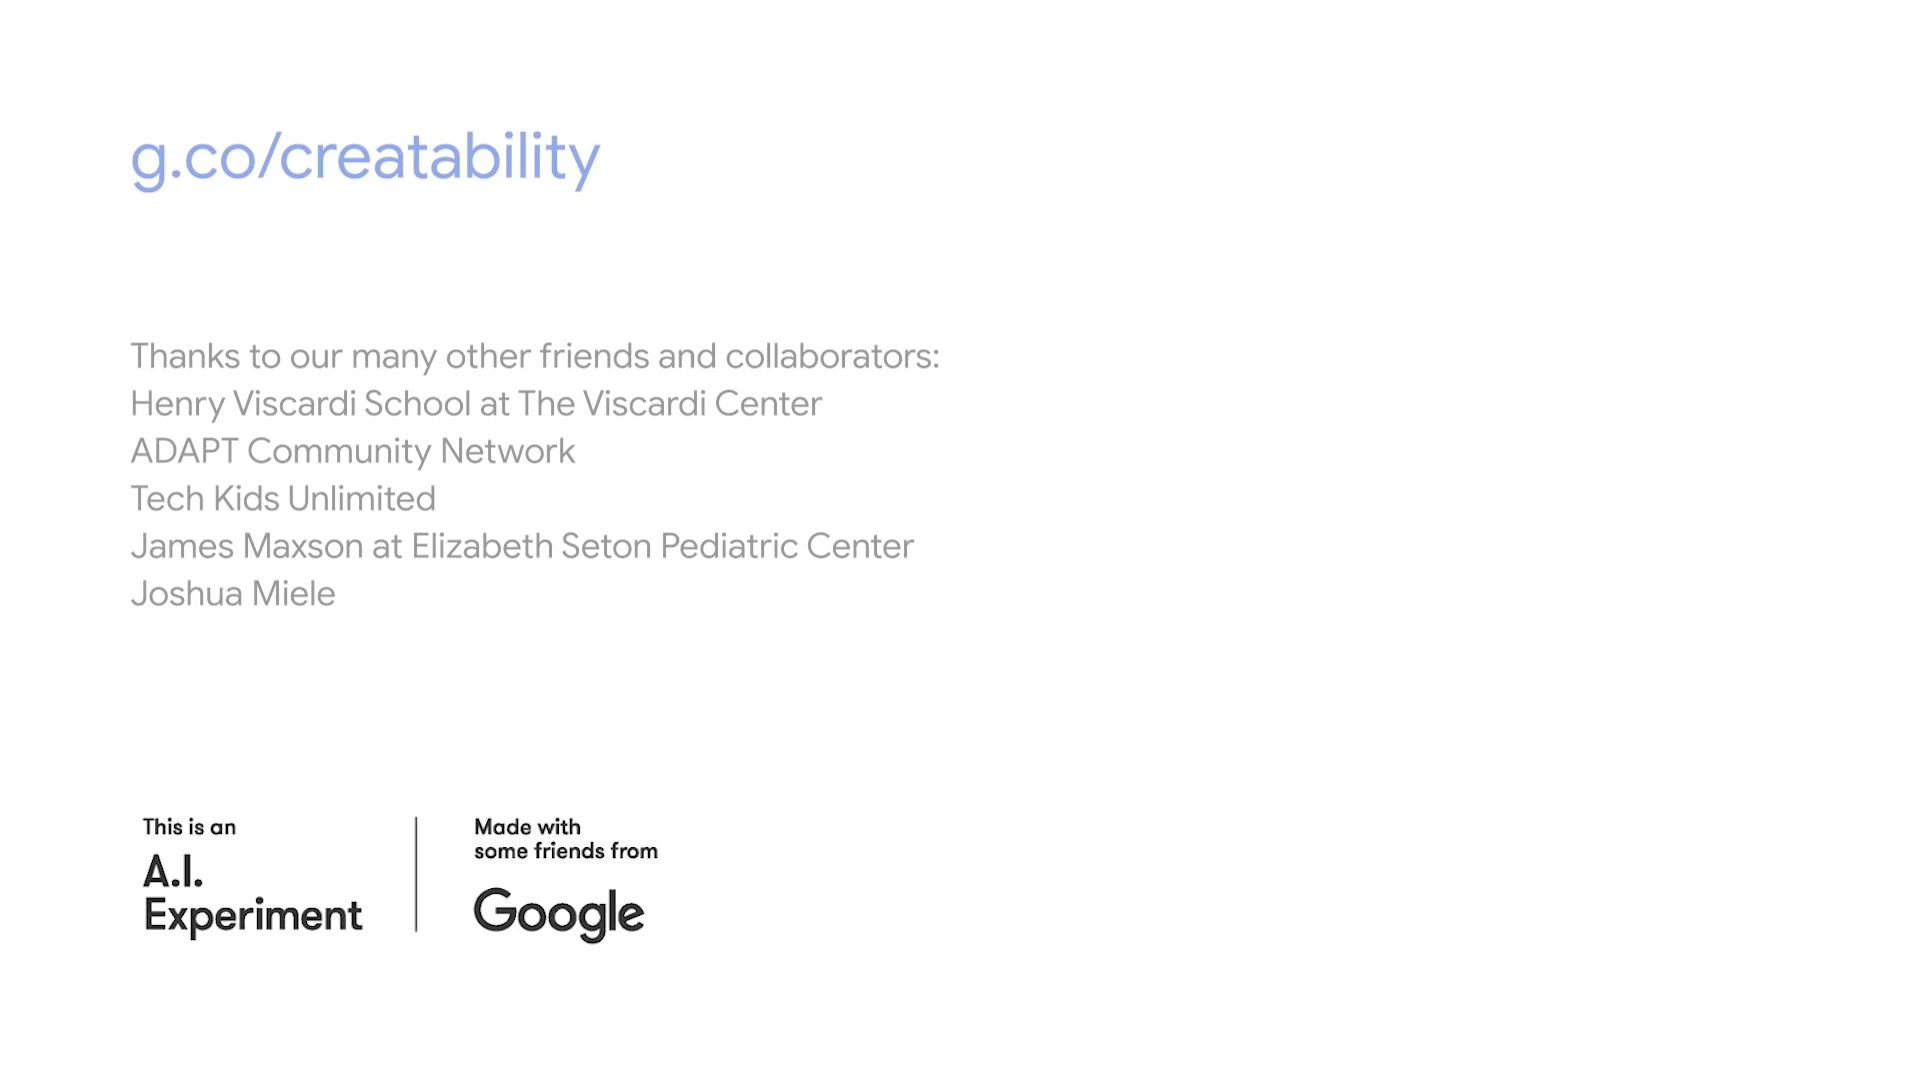 g.co/creatability
Thanks to our many other friends and collaborators:
Henry Viscardi School at The Viscardi Center
ADAPT Community Network
Tech Kids Unlimited
James Maxson at Elizabeth Seton Pediatric Center
Joshua Miele
This is an
A.I.
Experiment
Made with
some friends from
Google